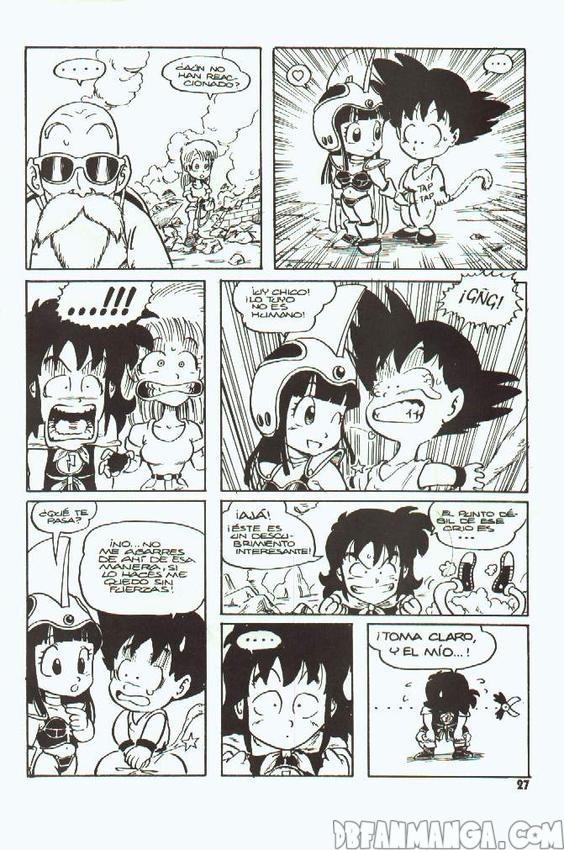 ...
¿AÚN NO
HAN REAC-
CIONADO?
...
TAP
TAP
...!!!
¡UY CHICO!
¡LO TUYO
NO ES
HUMANO!
¡GÑG!
¿QUÉ TE
PASA?
¡NO... NO
ME AGARRES
DE AHÍ DE ESA
MANERA, SI
LO HACES ME
QUEDO SIN
FUERZAS!
¡AJÁ!
¡ÉSTE ES
UN DESCU-
BRIMIENTO
INTERESANTE!
EL PUNTO DÉ-
BIL DE ESE
CRÍO ES
...
....
¡TOMA CLARO,
Y EL MÍO...!
27
DBFANMANGA.COM